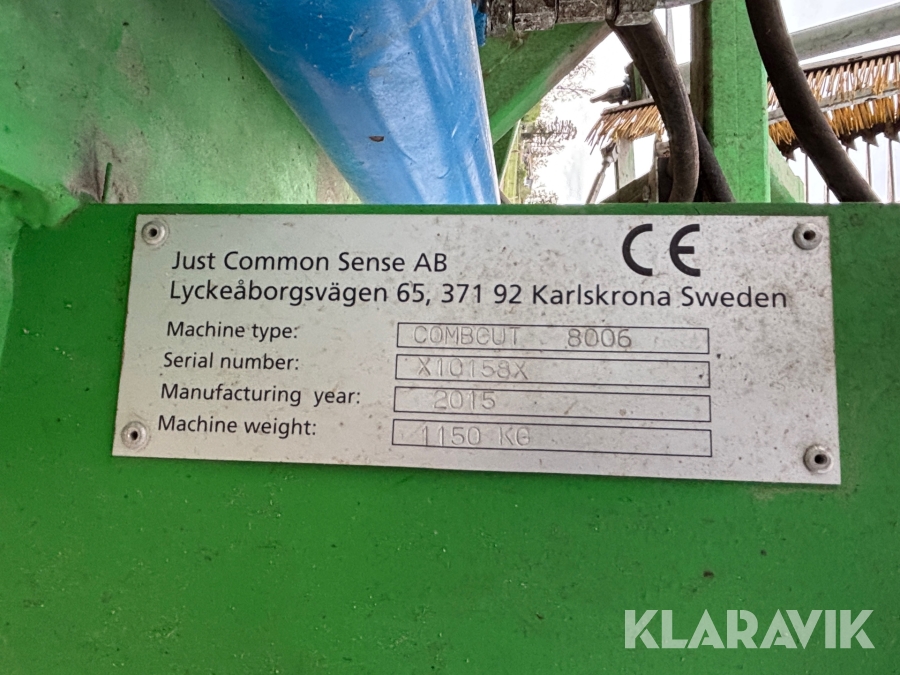 Just Common Sense AB CE
Lyckeåborgsvägen 65, 371 92 Karlskrona Sweden
Machine type: COMBCUT 8006
Serial number: X10158X
Manufacturing year: 2015
Machine weight: 1150 KG
KLARAVIK